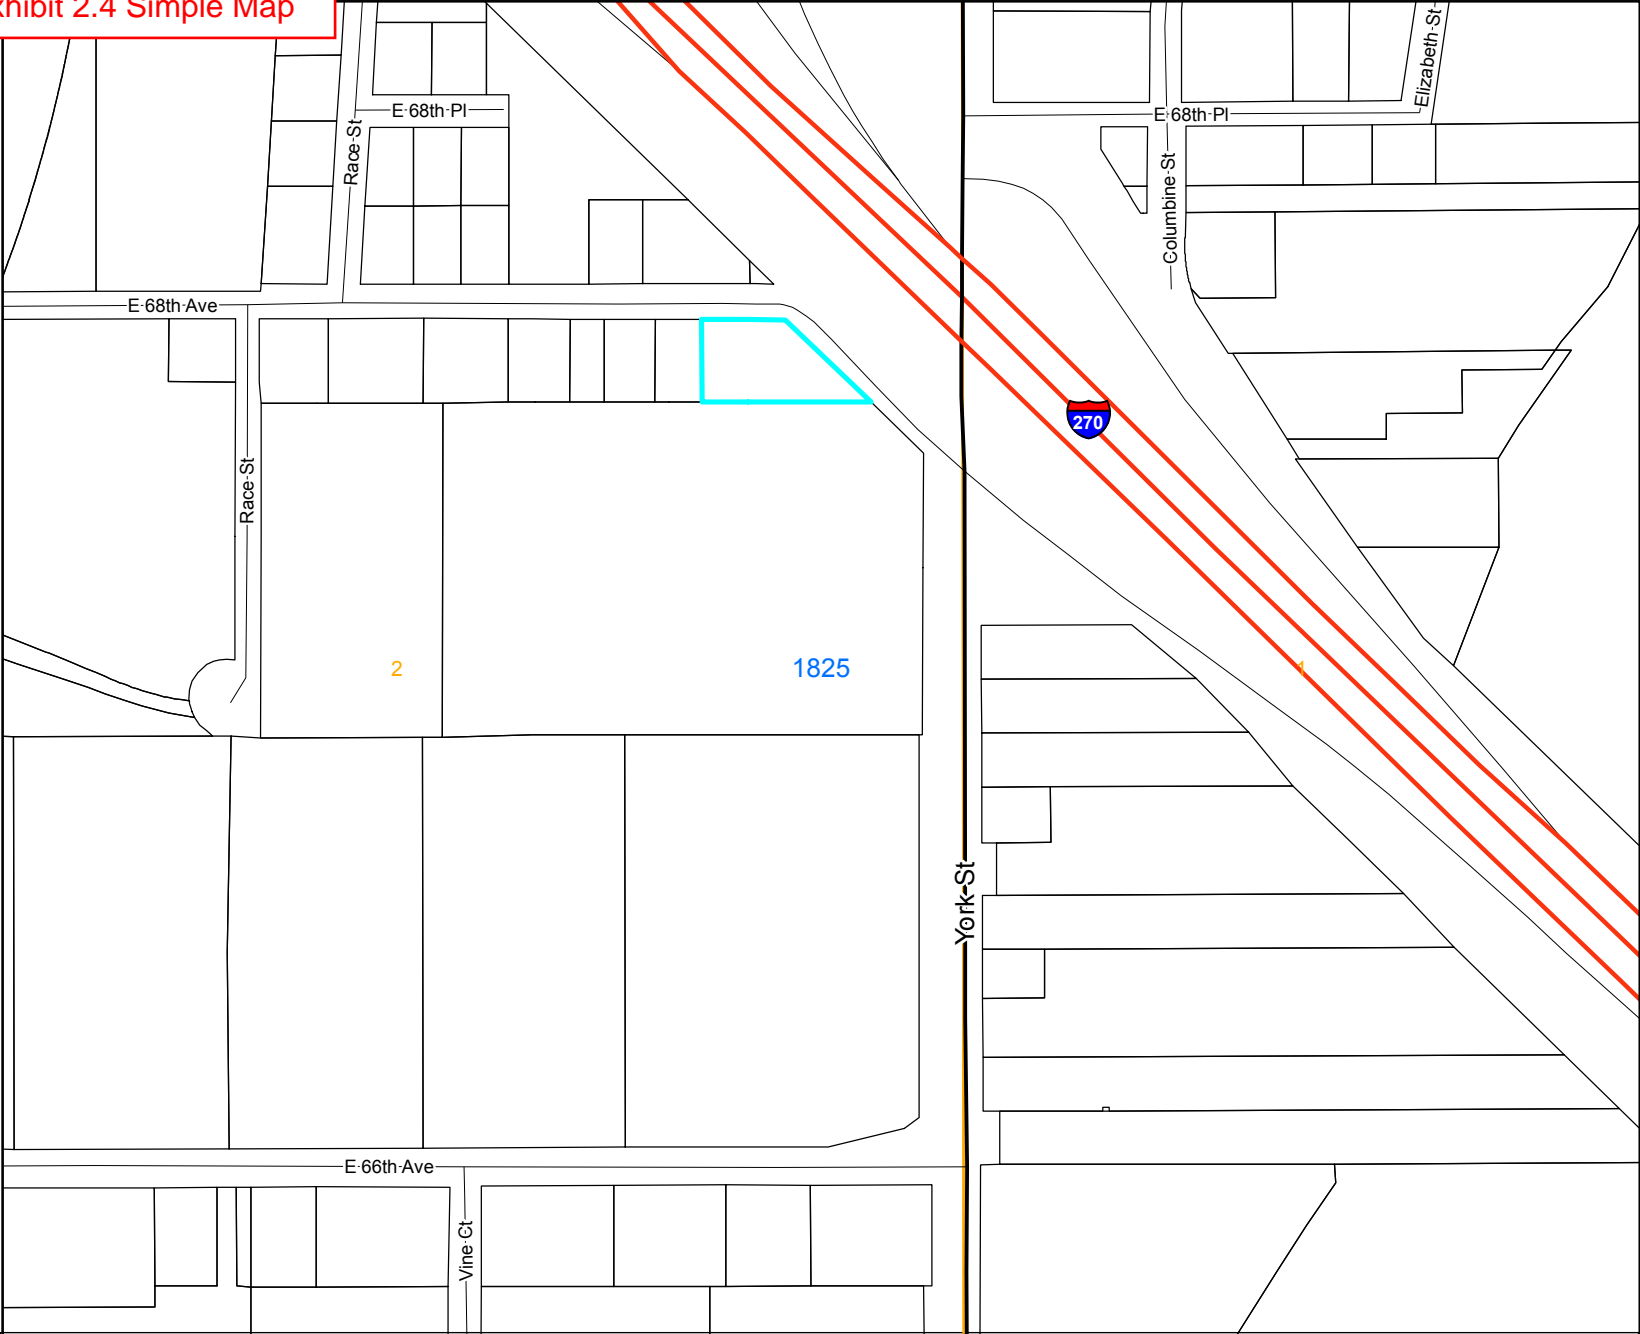 xhibit 2.4 Simple Map
Elizabeth St
E 68th Pl
E 68th Pl
Race St
Columbine St
E 68th Ave
270
Race St
2
1825
1
York St
E 66th Ave
Vine Ct